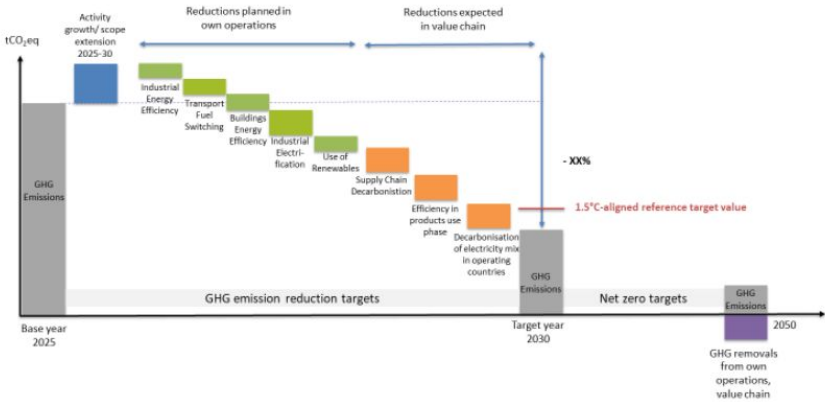 tCO₂eq
Activity
growth/ scope
extension
2025-30
Reductions planned in
own operations
Reductions expected
in value chain
Industrial
Energy
Efficiency
Transport
Fuel
Switching
Buildings
Energy
Efficiency
Industrial
Electri-
fication
Use of
Renewables
Supply Chain
Decarbonistion
Efficiency in
products use
phase
Decarbonisation
of electricity mix
in operating
countries
- XX%
1.5°C-aligned reference target value
GHG
Emissions
GHG
Emissions
GHG
Emissions
GHG emission reduction targets
Net zero targets
Base year
2025
Target year
2030
2050
GHG removals
from own
operations,
value chain